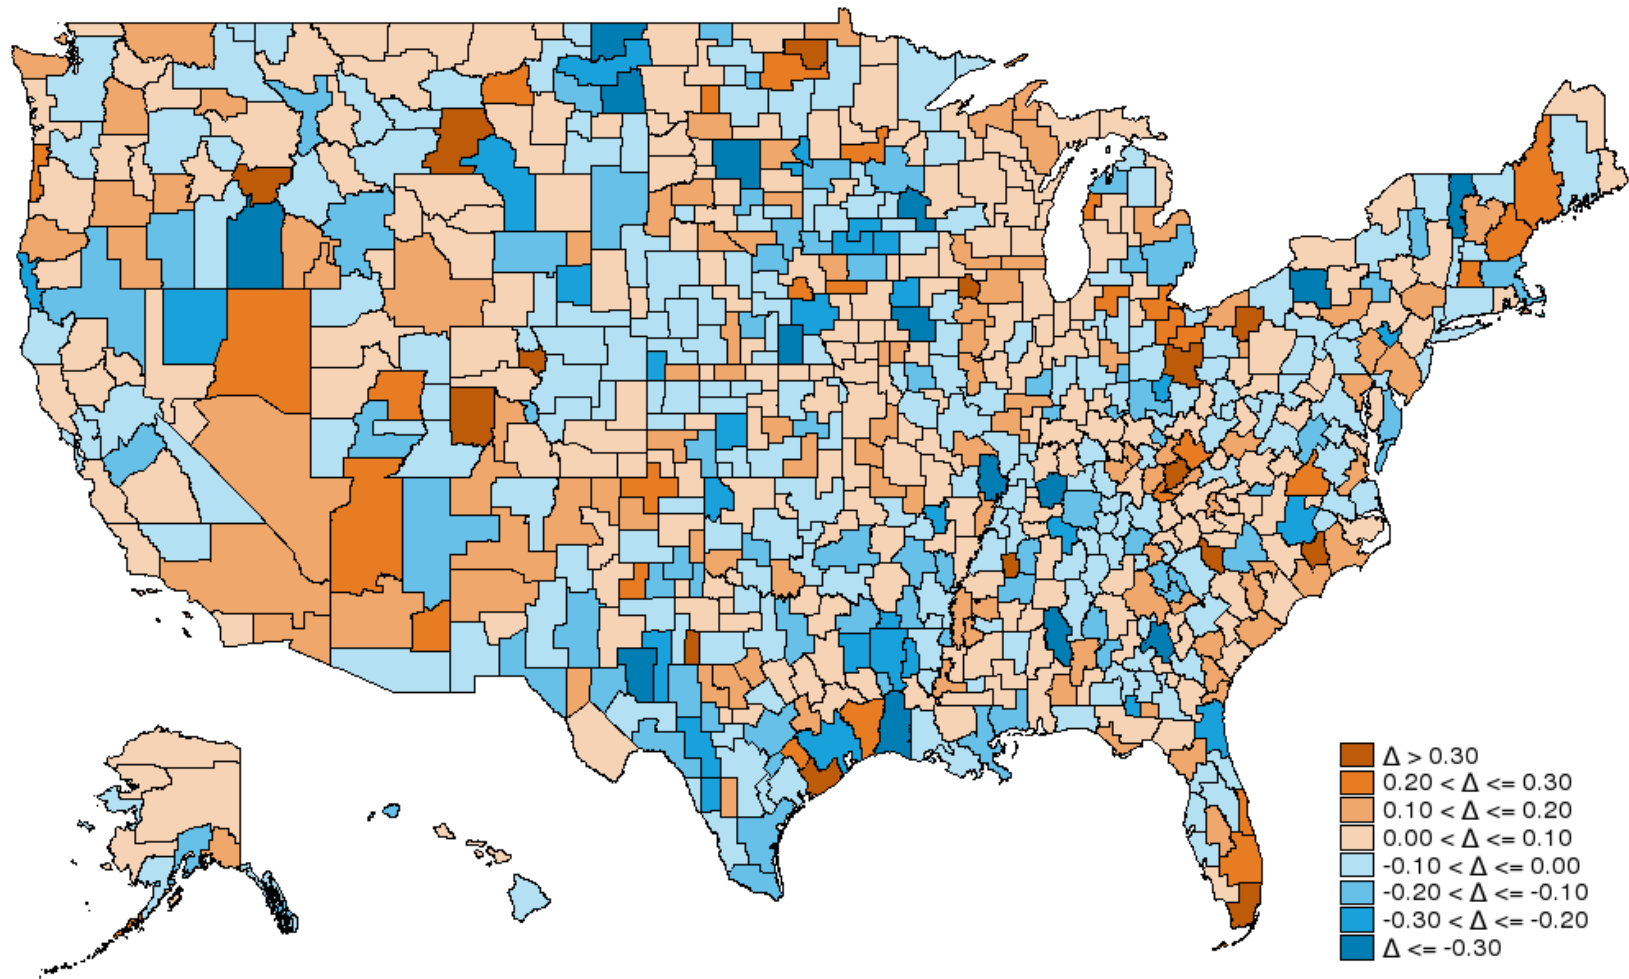 Δ > 0.30
0.20 < Δ <= 0.30
0.10 < Δ <= 0.20
0.00 < Δ <= 0.10
-0.10 < Δ <= 0.00
-0.20 < Δ <= -0.10
-0.30 < Δ <= -0.20
Δ <= -0.30